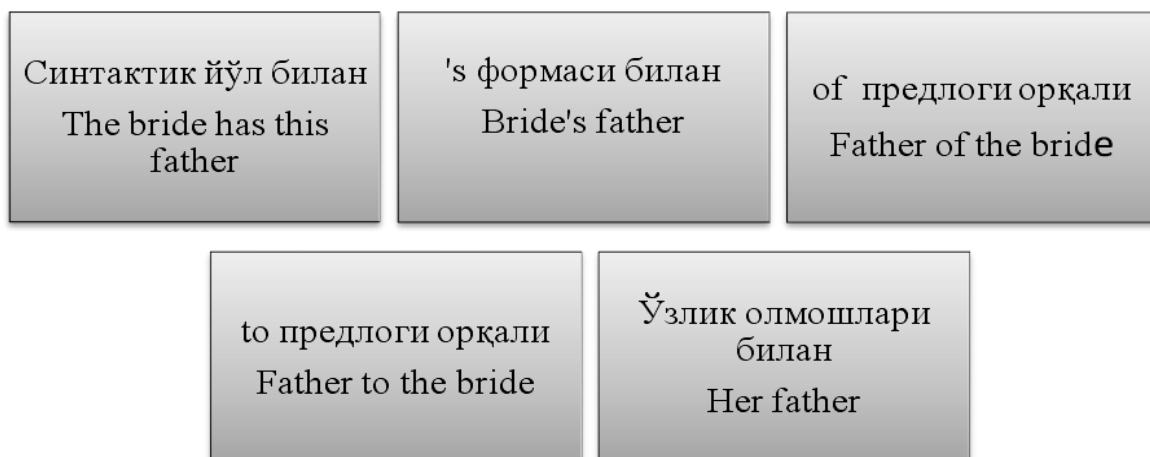 Синтактик йўл билан
The bride has this
father
's формаси билан
Bride's father
of предлоги орқали
Father of the bride
to предлоги орқали
Father to the bride
Ўзлик олмошлари
билан
Her father